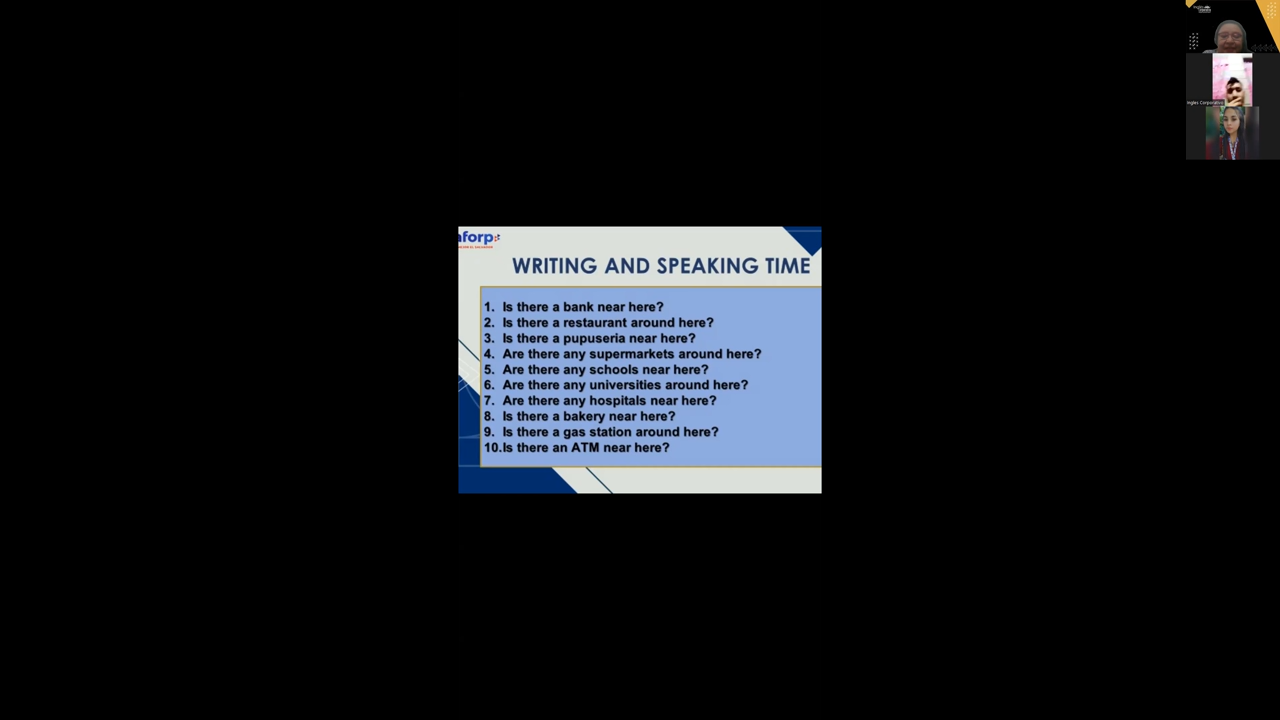 aforp
WRITING AND SPEAKING TIME
1. Is there a bank near here?
2. Is there a restaurant around here?
3. Is there a pupuseria near here?
4. Are there any supermarkets around here?
5. Are there any schools near here?
6. Are there any universities around here?
7. Are there any hospitals near here?
8. Is there a bakery near here?
9. Is there a gas station around here?
10.Is there an ATM near here?